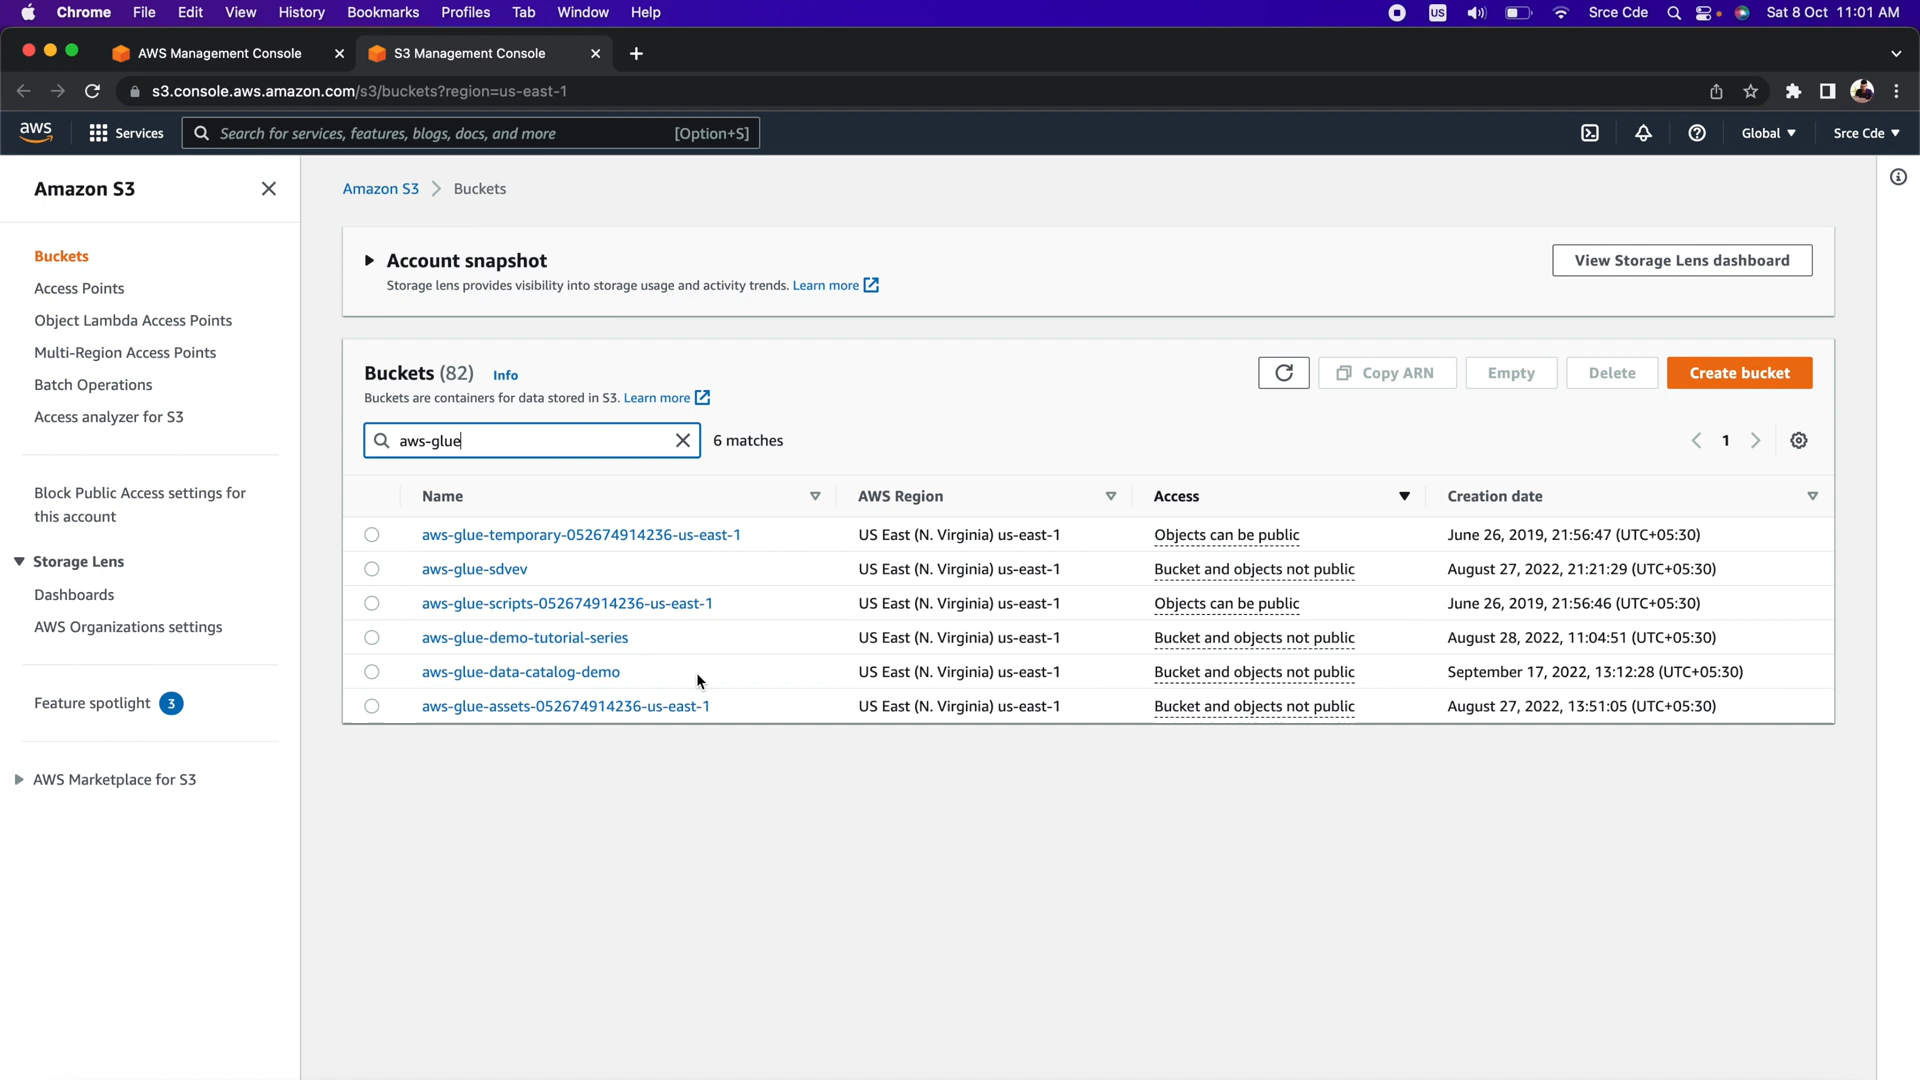 Chrome File Edit View History Bookmarks Profiles Tab Window Help US Srce Cde Sat 8 Oct 11:01 AM
AWS Management Console S3 Management Console
s3.console.aws.amazon.com/s3/buckets?region=us-east-1
aws Services Search for services, features, blogs, docs, and more [Option+S] Global Srce Cde
Amazon S3
Buckets
Access Points
Object Lambda Access Points
Multi-Region Access Points
Batch Operations
Access analyzer for S3
Block Public Access settings for
this account
Storage Lens
Dashboards
AWS Organizations settings
Feature spotlight 3
AWS Marketplace for S3
Amazon S3 Buckets
Account snapshot
Storage lens provides visibility into storage usage and activity trends. Learn more
View Storage Lens dashboard
Buckets (82) Info
Buckets are containers for data stored in S3. Learn more
Copy ARN Empty Delete Create bucket
aws-glue 6 matches 1
Name AWS Region Access Creation date
aws-glue-temporary-052674914236-us-east-1 US East (N. Virginia) us-east-1 Objects can be public June 26, 2019, 21:56:47 (UTC+05:30)
aws-glue-sdvev US East (N. Virginia) us-east-1 Bucket and objects not public August 27, 2022, 21:21:29 (UTC+05:30)
aws-glue-scripts-052674914236-us-east-1 US East (N. Virginia) us-east-1 Objects can be public June 26, 2019, 21:56:46 (UTC+05:30)
aws-glue-demo-tutorial-series US East (N. Virginia) us-east-1 Bucket and objects not public August 28, 2022, 11:04:51 (UTC+05:30)
aws-glue-data-catalog-demo US East (N. Virginia) us-east-1 Bucket and objects not public September 17, 2022, 13:12:28 (UTC+05:30)
aws-glue-assets-052674914236-us-east-1 US East (N. Virginia) us-east-1 Bucket and objects not public August 27, 2022, 13:51:05 (UTC+05:30)